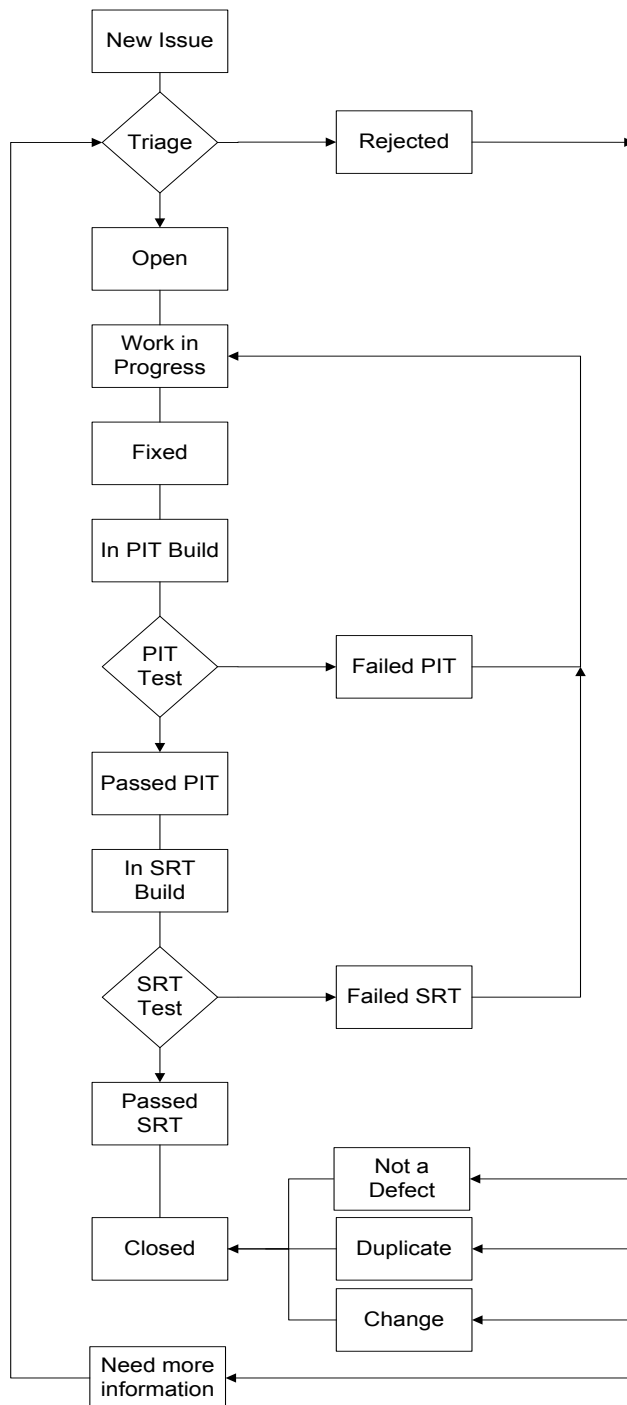 New Issue
Triage
Rejected
Open
Work in
Progress
Fixed
In PIT Build
PIT
Test
Failed PIT
Passed PIT
In SRT
Build
SRT
Test
Failed SRT
Passed
SRT
Not a
Defect
Closed
Duplicate
Change
Need more
information